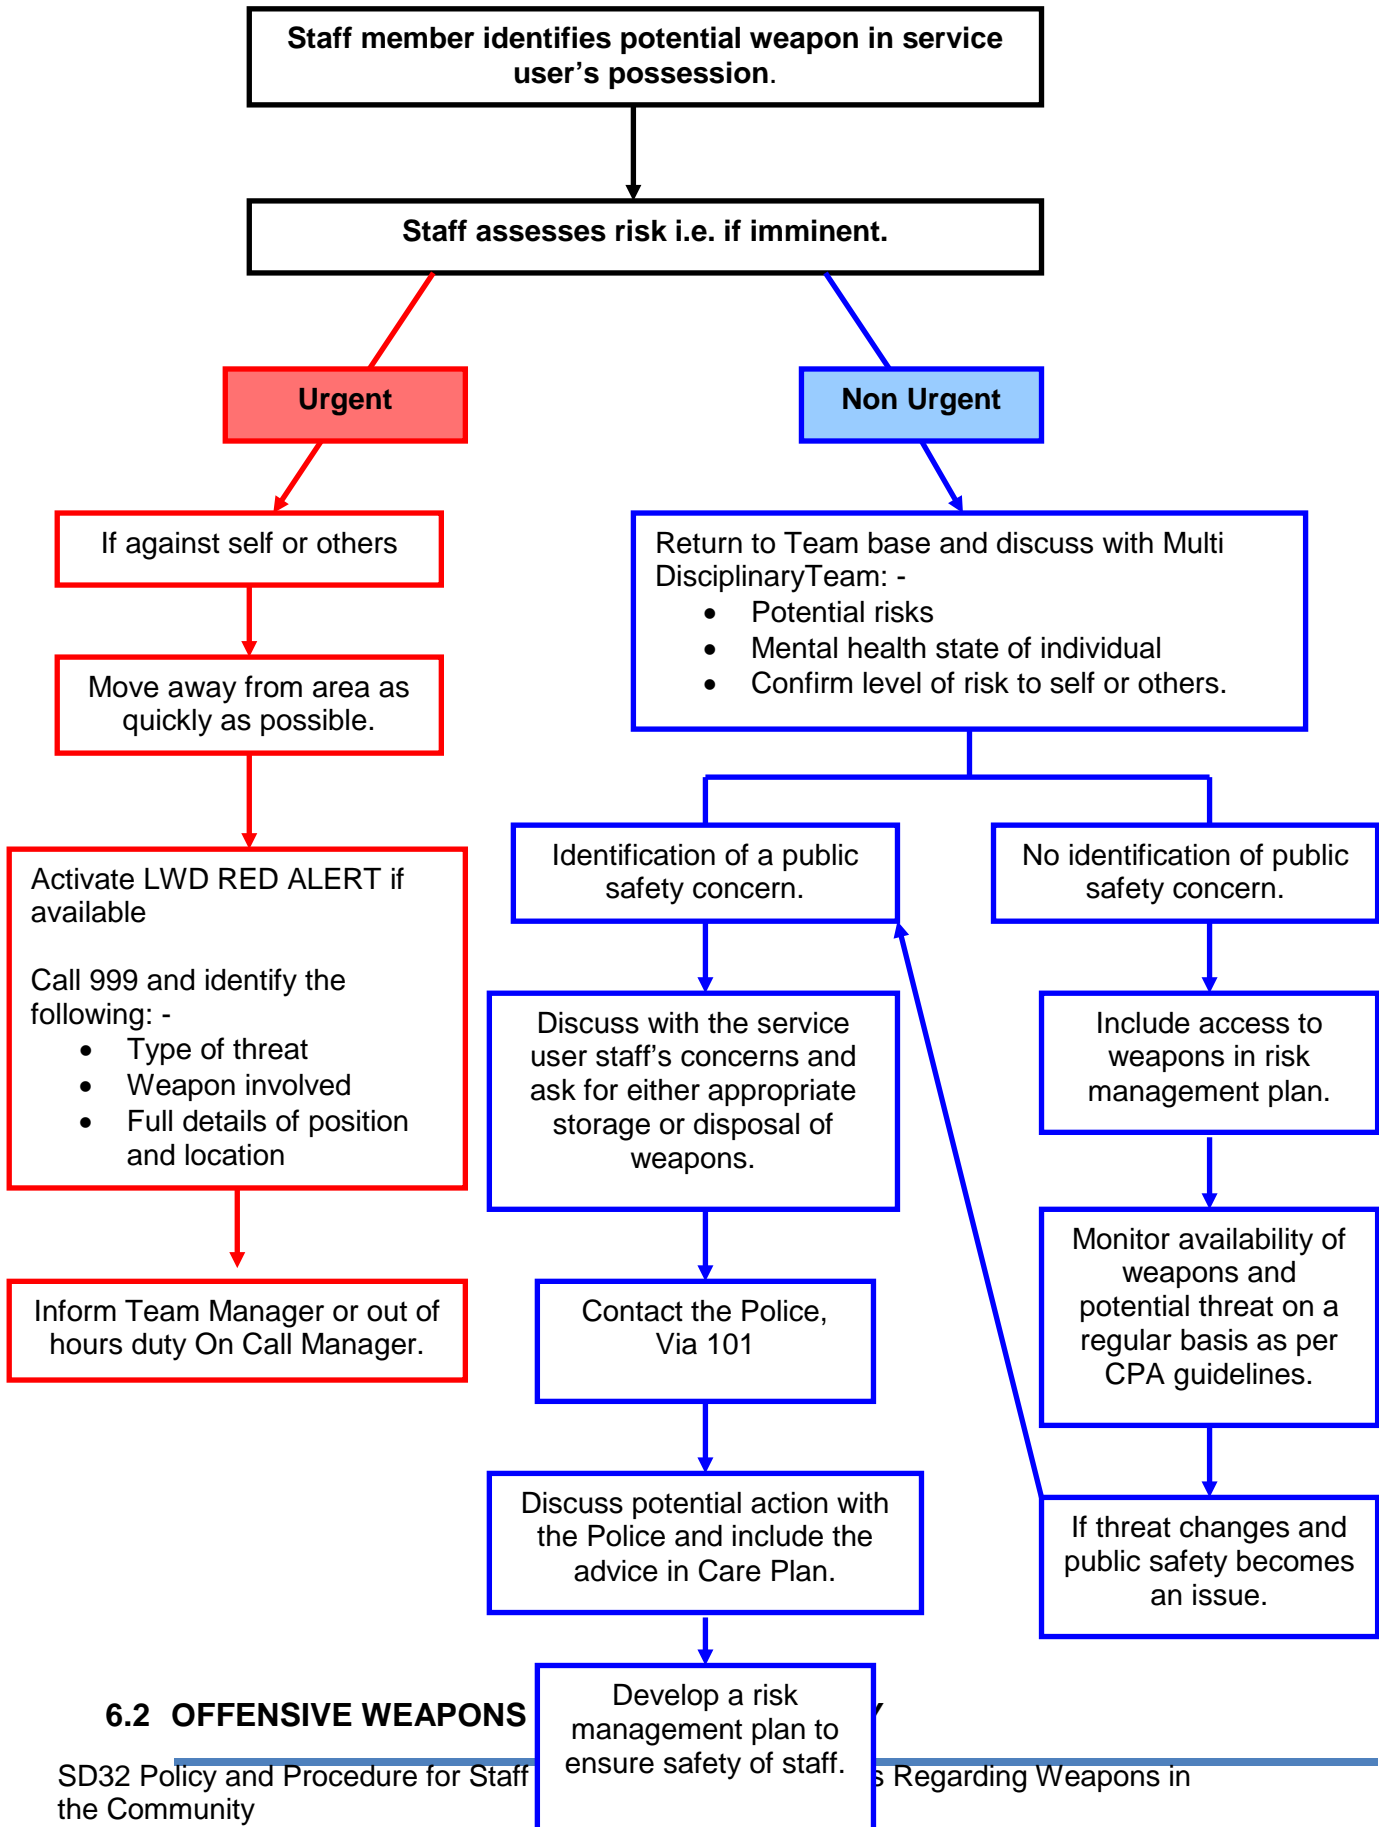 Staff member identifies potential weapon in service
user’s possession.
Staff assesses risk i.e. if imminent.
Urgent
Non Urgent
If against self or others
Move away from area as
quickly as possible.
Activate LWD RED ALERT if
available
Call 999 and identify the
following: -
• Type of threat
• Weapon involved
• Full details of position
and location
Inform Team Manager or out of
hours duty On Call Manager.
Return to Team base and discuss with Multi
DisciplinaryTeam: -
• Potential risks
• Mental health state of individual
• Confirm level of risk to self or others.
Identification of a public
safety concern.
Discuss with the service
user staff’s concerns and
ask for either appropriate
storage or disposal of
weapons.
Contact the Police,
Via 101
Discuss potential action with
the Police and include the
advice in Care Plan.
Develop a risk
management plan to
ensure safety of staff.
No identification of public
safety concern.
Include access to
weapons in risk
management plan.
Monitor availability of
weapons and
potential threat on a
regular basis as per
CPA guidelines.
If threat changes and
public safety becomes
an issue.
6.2 OFFENSIVE WEAPONS
SD32 Policy and Procedure for Staff Regarding Weapons in
the Community